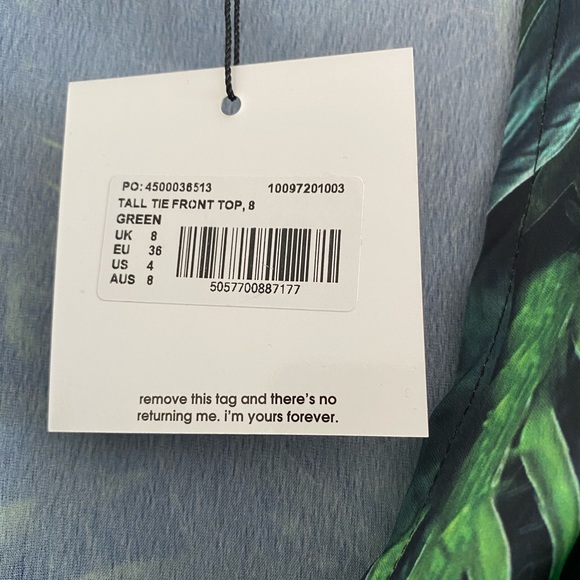 PO: 4500036513 10097201003
TALL TIE FRONT TOP, 8
GREEN
UK 8
EU 36
US 4
AUS 8
5057700887177
remove this tag and there's no
returning me. i'm yours forever.